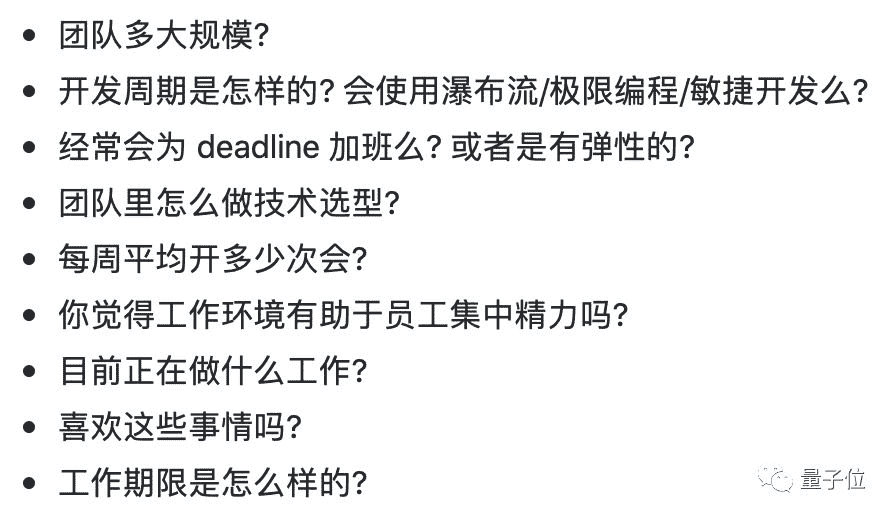 • 团队多大规模?
• 开发周期是怎样的? 会使用瀑布流/极限编程/敏捷开发么?
• 经常会为 deadline 加班么? 或者是有弹性的?
• 团队里怎么做技术选型?
• 每周平均开多少次会?
• 你觉得工作环境有助于员工集中精力吗?
• 目前正在做什么工作?
• 喜欢这些事情吗?
• 工作期限是怎么样的?
量子位